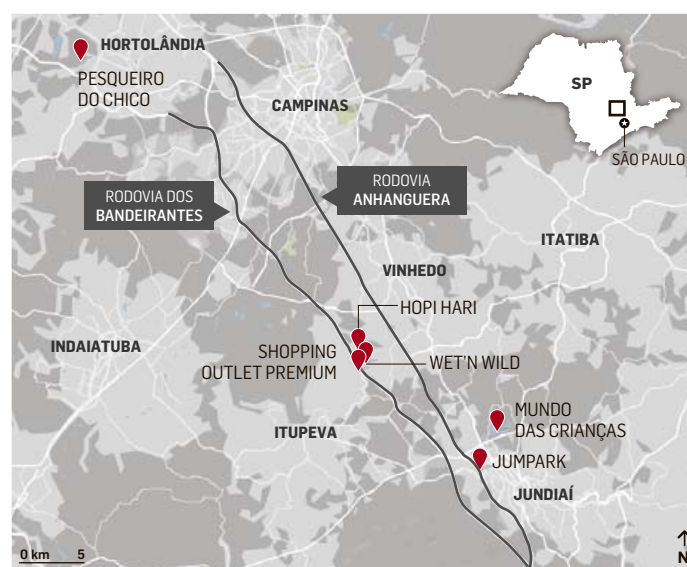 HORTOLÂNDIA
PESQUEIRO
DO CHICO
CAMPINAS
SP
SÃO PAULO
RODOVIA DOS
BANDEIRANTES
RODOVIA
ANHANGUERA
ITATIBA
VINHEDO
HOPI HARI
INDAIATUBA
SHOPPING
OUTLET PREMIUM
WET'N WILD
MUNDO
DAS CRIANÇAS
ITUPEVA
JUMPARK
JUNDIAÍ
0 km 5
N